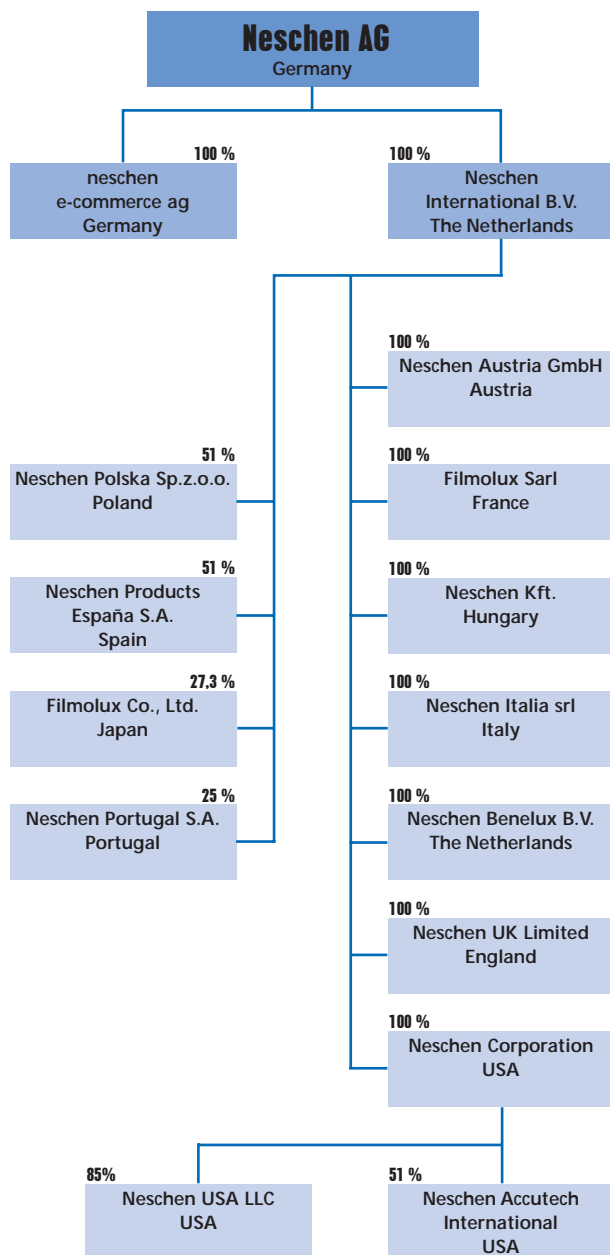 Neschen AG
Germany
100 %
neschen
e-commerce ag
Germany
100 %
Neschen
International B.V.
The Netherlands
100 %
Neschen Austria GmbH
Austria
51 %
Neschen Polska Sp.z.o.o.
Poland
100 %
Filmolux Sarl
France
51 %
Neschen Products
España S.A.
Spain
100 %
Neschen Kft.
Hungary
27,3 %
Filmolux Co., Ltd.
Japan
100 %
Neschen Italia srl
Italy
25 %
Neschen Portugal S.A.
Portugal
100 %
Neschen Benelux B.V.
The Netherlands
100 %
Neschen UK Limited
England
100 %
Neschen Corporation
USA
85%
Neschen USA LLC
USA
51 %
Neschen Accutech
International
USA